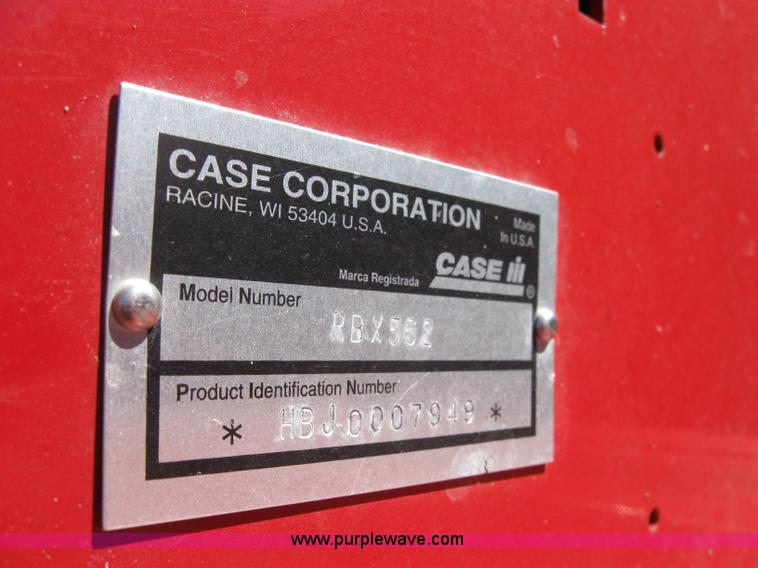 CASE CORPORATION
RACINE, WI 53404 U.S.A.
Made
In U.S.A.
Marca Registrada CASE IH ®
Model Number
RBX562
Product Identification Number
* HBJ0007949 *
www.purplewave.com